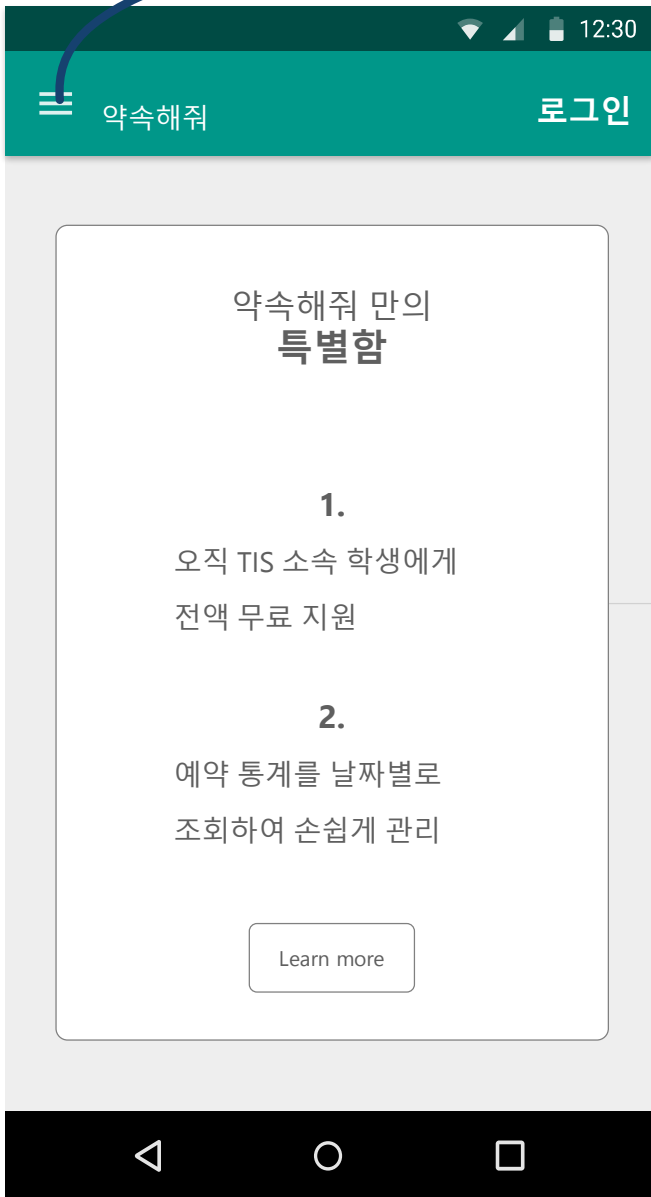 12:30
약속해줘
로그인
약속해줘 만의
특별함
1.
오직 TIS 소속 학생에게
전액 무료 지원
2.
예약 통계를 날짜별로
조회하여 손쉽게 관리
Learn more